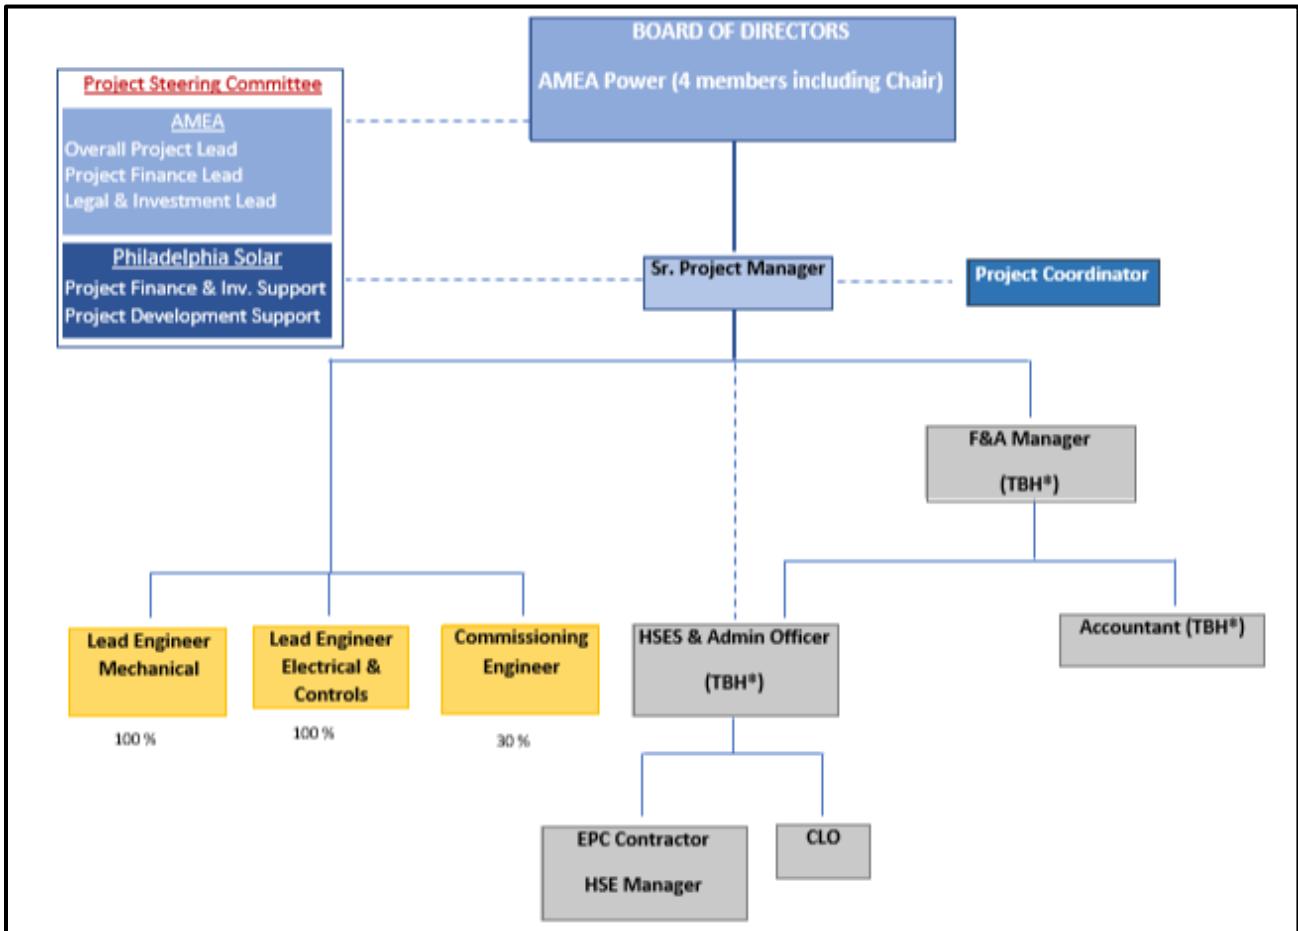 BOARD OF DIRECTORS
AMEA Power (4 members including Chair)
Project Steering Committee
AMEA
Overall Project Lead
Project Finance Lead
Legal & Investment Lead
Philadelphia Solar
Project Finance & Inv. Support
Project Development Support
Sr. Project Manager
Project Coordinator
F&A Manager
(TBH*)
Lead Engineer
Mechanical
100 %
Lead Engineer
Electrical &
Controls
100 %
Commissioning
Engineer
30 %
HSES & Admin Officer
(TBH*)
Accountant (TBH*)
EPC Contractor
HSE Manager
CLO